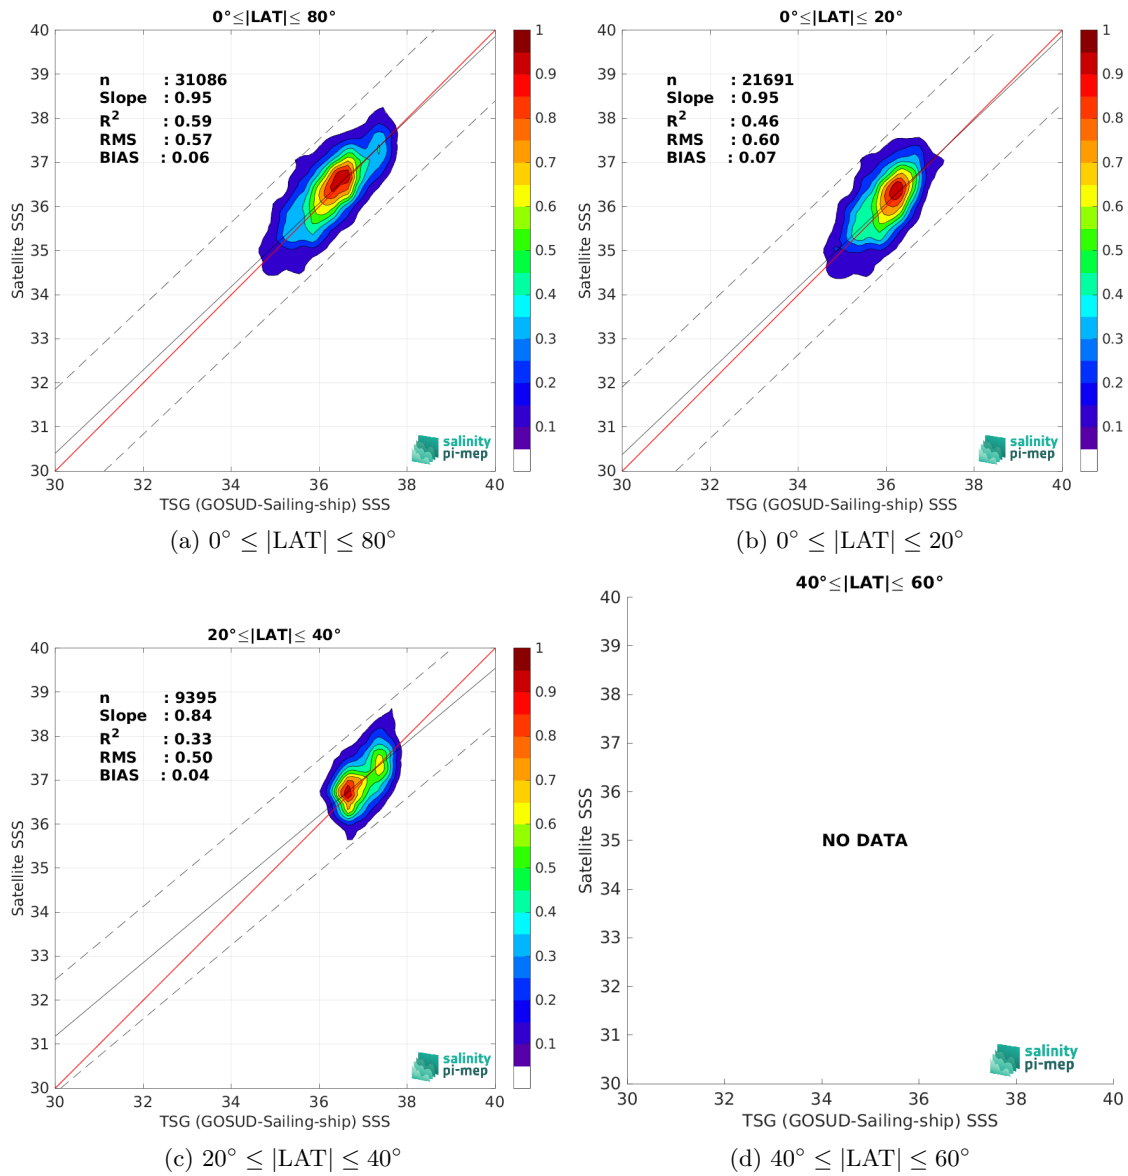 0°≤|LAT|≤ 80°
40
39
38
37
36
35
34
33
32
31
30
n : 31086
Slope : 0.95
R² : 0.59
RMS : 0.57
BIAS : 0.06
Satellite SSS
30 32 34 36 38 40
TSG (GOSUD-Sailing-ship) SSS
1
0.9
0.8
0.7
0.6
0.5
0.4
0.3
0.2
0.1
salinity
pi-mep
(a) 0° ≤ |LAT| ≤ 80°
0°≤|LAT|≤ 20°
40
39
38
37
36
35
34
33
32
31
30
n : 21691
Slope : 0.95
R² : 0.46
RMS : 0.60
BIAS : 0.07
Satellite SSS
30 32 34 36 38 40
TSG (GOSUD-Sailing-ship) SSS
1
0.9
0.8
0.7
0.6
0.5
0.4
0.3
0.2
0.1
salinity
pi-mep
(b) 0° ≤ |LAT| ≤ 20°
20°≤|LAT|≤ 40°
40
39
38
37
36
35
34
33
32
31
30
n : 9395
Slope : 0.84
R² : 0.33
RMS : 0.50
BIAS : 0.04
Satellite SSS
30 32 34 36 38 40
TSG (GOSUD-Sailing-ship) SSS
1
0.9
0.8
0.7
0.6
0.5
0.4
0.3
0.2
0.1
salinity
pi-mep
(c) 20° ≤ |LAT| ≤ 40°
40°≤|LAT|≤ 60°
40
39
38
37
36
35
34
33
32
31
30
NO DATA
Satellite SSS
30 32 34 36 38 40
TSG (GOSUD-Sailing-ship) SSS
salinity
pi-mep
(d) 40° ≤ |LAT| ≤ 60°